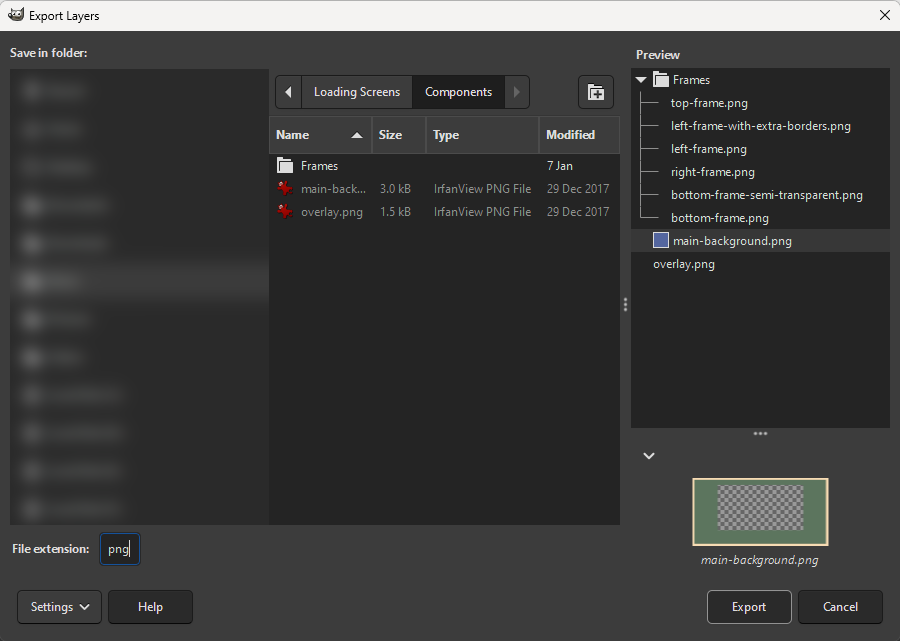 Export Layers
Save in folder:
Loading Screens
Components
Name
Size
Type
Modified
Frames
7 Jan
main-back...
3.0 kB
IrfanView PNG File
29 Dec 2017
overlay.png
1.5 kB
IrfanView PNG File
29 Dec 2017
Preview
Frames
top-frame.png
left-frame-with-extra-borders.png
left-frame.png
right-frame.png
bottom-frame-semi-transparent.png
bottom-frame.png
main-background.png
overlay.png
main-background.png
File extension:
png
Settings
Help
Export
Cancel